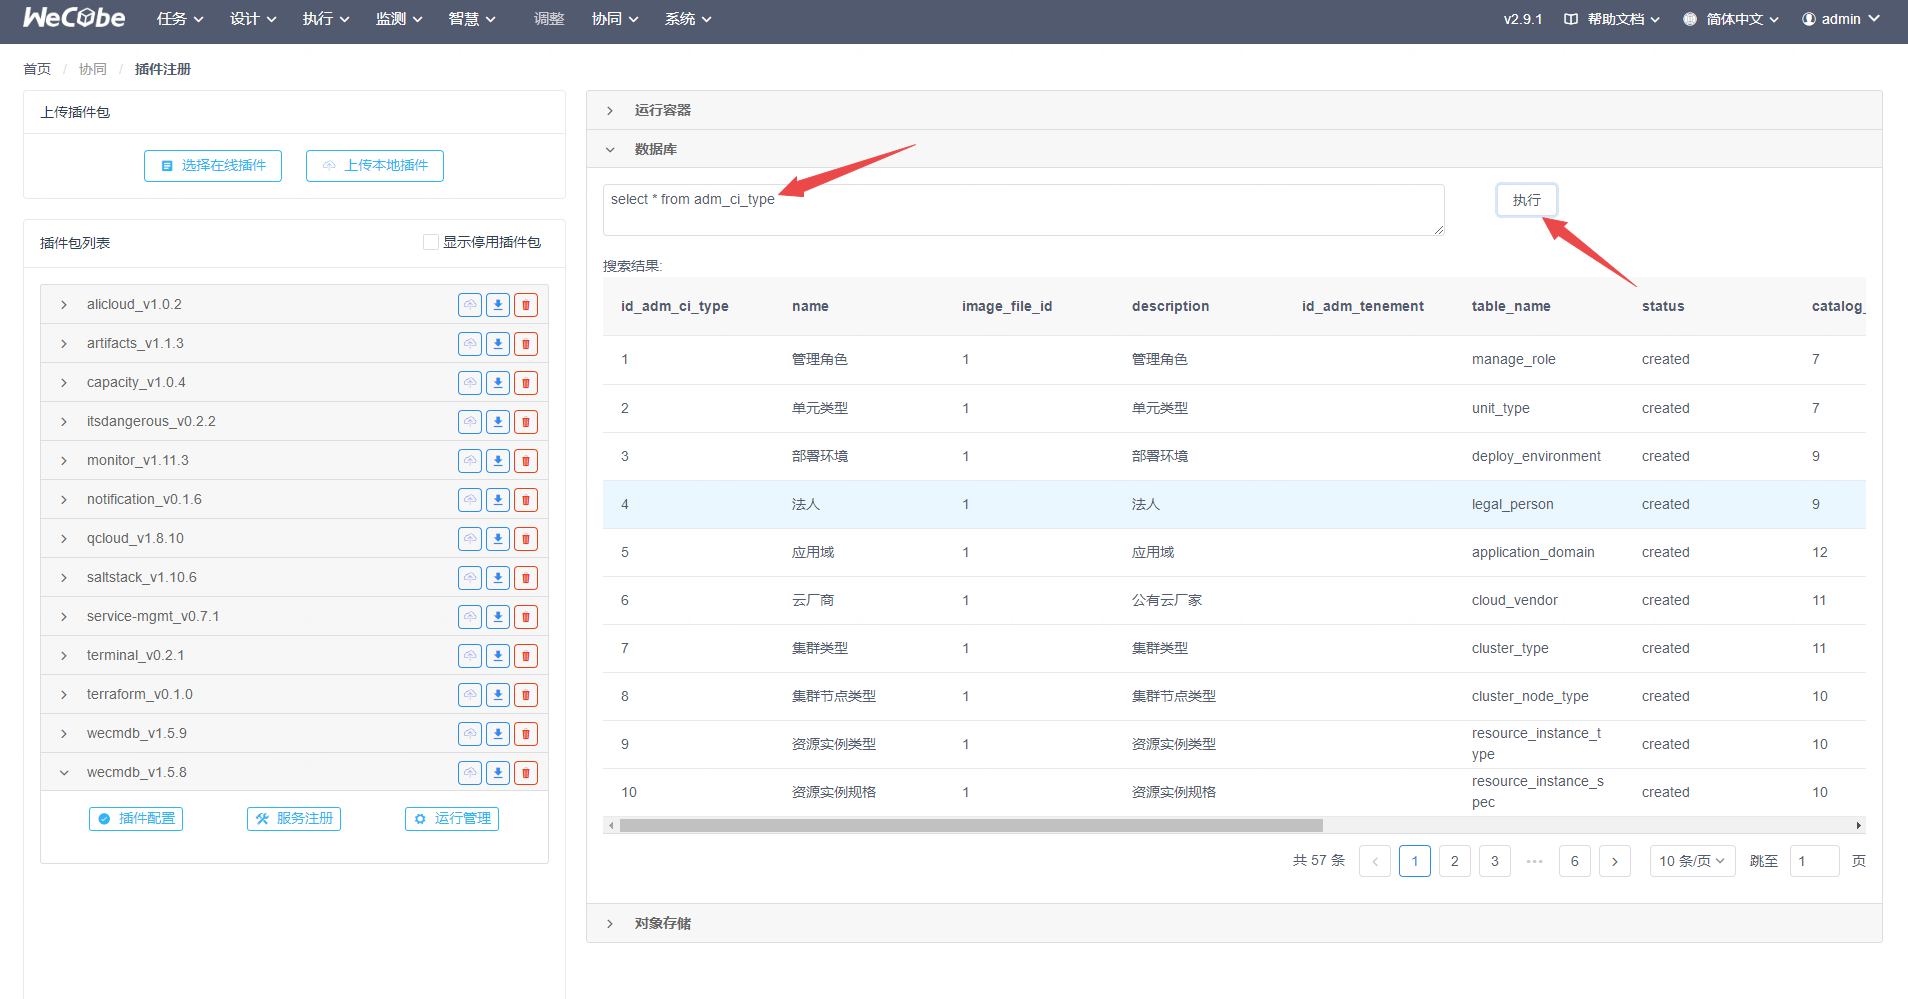 WeCube 任务 设计 执行 监测 智慧 调整 协同 系统 v2.9.1 帮助文档 简体中文 admin
首页 / 协同 / 插件注册
上传插件包
选择在线插件 上传本地插件
插件包列表 显示停用插件包
alicloud_v1.0.2
artifacts_v1.1.3
capacity_v1.0.4
itsdangerous_v0.2.2
monitor_v1.11.3
notification_v0.1.6
qcloud_v1.8.10
saltstack_v1.10.6
service-mgmt_v0.7.1
terminal_v0.2.1
terraform_v0.1.0
wecmdb_v1.5.9
wecmdb_v1.5.8
插件配置 服务注册 运行管理
运行容器
数据库
select * from adm_ci_type 执行
搜索结果:
id_adm_ci_type name image_file_id description id_adm_tenement table_name status catalog_
1 管理角色 1 管理角色 manage_role created 7
2 单元类型 1 单元类型 unit_type created 7
3 部署环境 1 部署环境 deploy_environment created 9
4 法人 1 法人 legal_person created 9
5 应用域 1 应用域 application_domain created 12
6 云厂商 1 公有云厂家 cloud_vendor created 11
7 集群类型 1 集群类型 cluster_type created 11
8 集群节点类型 1 集群节点类型 cluster_node_type created 10
9 资源实例类型 1 资源实例类型 resource_instance_t
ype created 10
10 资源实例规格 1 资源实例规格 resource_instance_s
pec created 10
共 57 条 1 2 3 ••• 6 10 条/页 跳至 1 页
对象存储